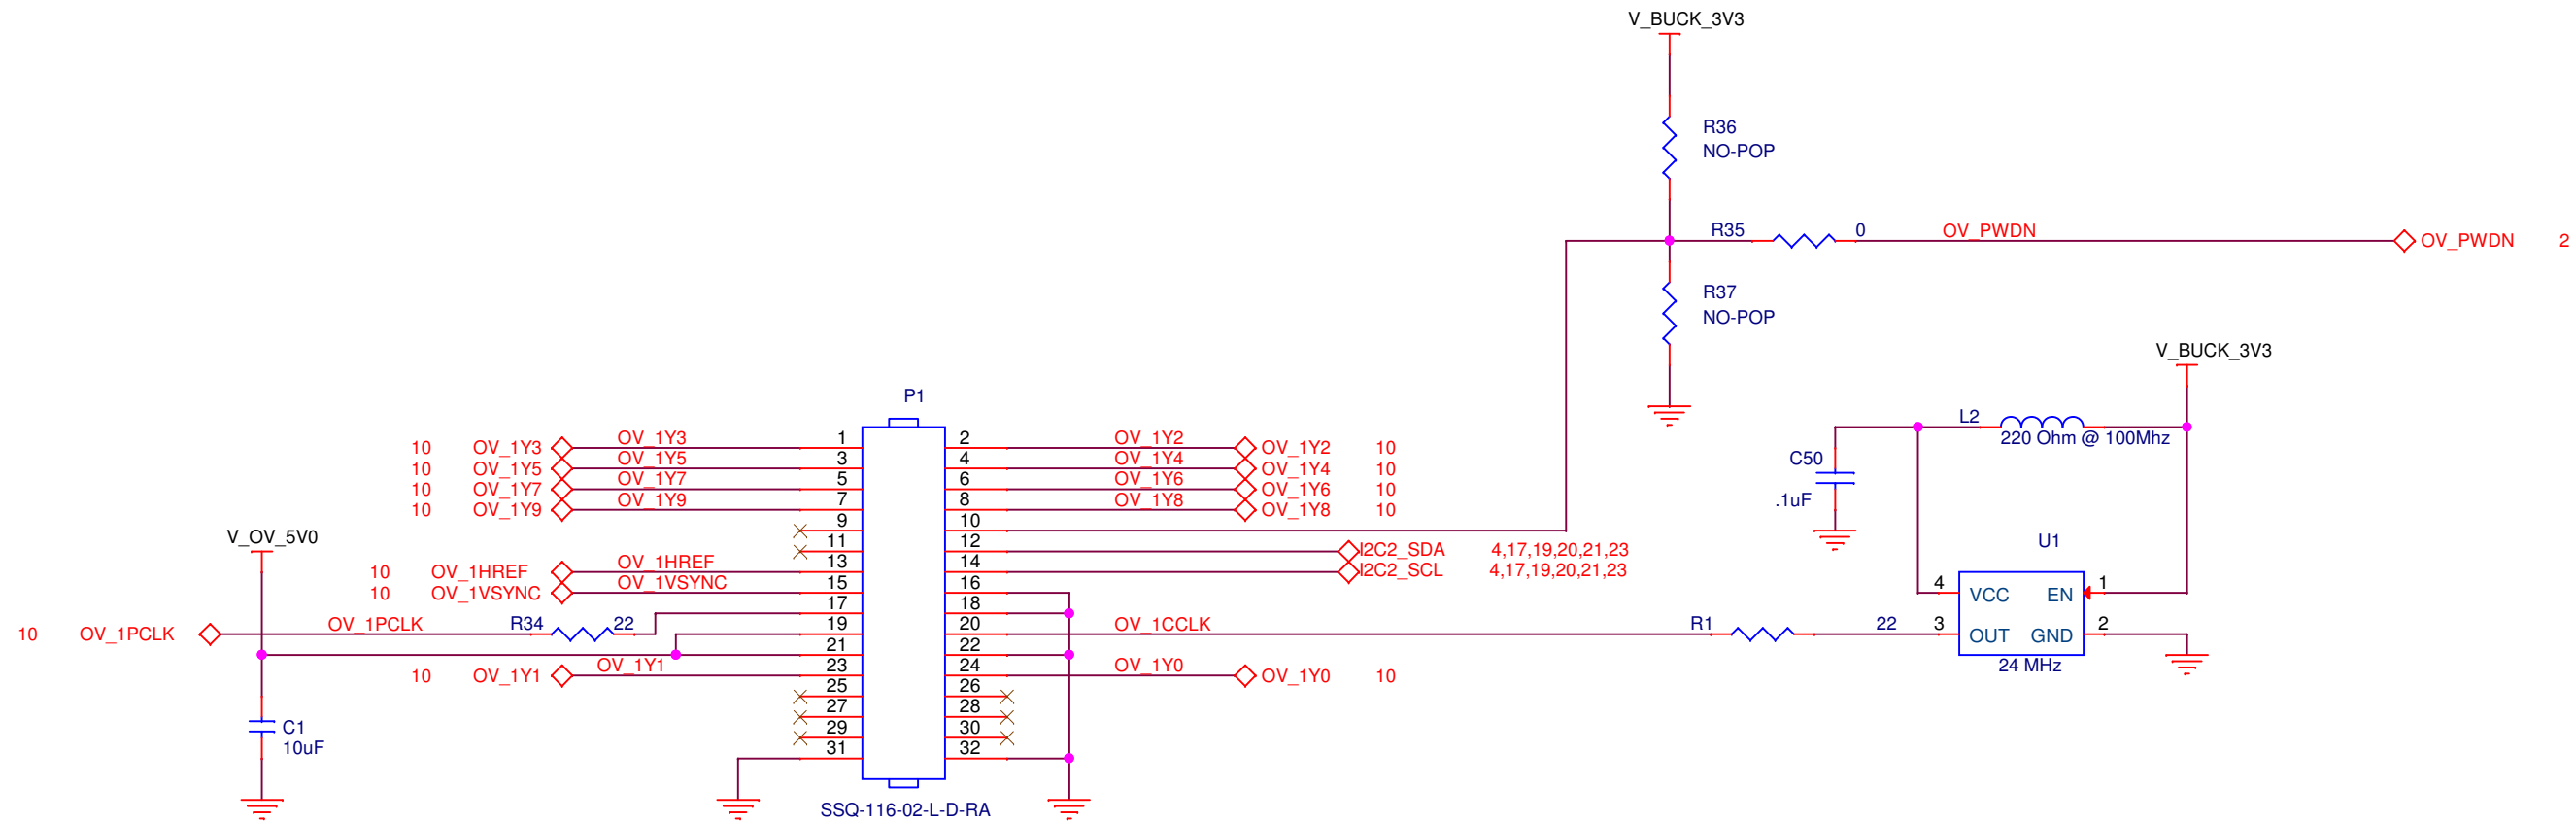 V_BUCK_3V3
R36
NO-POP
R35 0 OV_PWDN OV_PWDN 2
R37
NO-POP
V_BUCK_3V3
P1
L2
220 Ohm @ 100Mhz
C50
.1uF
10 OV_1Y3 OV_1Y3 1 2 OV_1Y2 OV_1Y2 10
10 OV_1Y5 OV_1Y5 3 4 OV_1Y4 OV_1Y4 10
10 OV_1Y7 OV_1Y7 5 6 OV_1Y6 OV_1Y6 10
10 OV_1Y9 OV_1Y9 7 8 OV_1Y8 OV_1Y8 10
9 10
V_OV_5V0
U1
11 12 I2C2_SDA 4,17,19,20,21,23
10 OV_1HREF OV_1HREF 13 14 I2C2_SCL 4,17,19,20,21,23
10 OV_1VSYNC OV_1VSYNC 15 16
4 VCC EN 1
17 18
10 OV_1PCLK OV_1PCLK R34 22 19 20 OV_1CCLK R1 22 3 OUT GND 2
24 MHz
21 22
10 OV_1Y1 OV_1Y1 23 24 OV_1Y0 OV_1Y0 10
25 26
27 28
29 30
31 32
C1
10uF
SSQ-116-02-L-D-RA